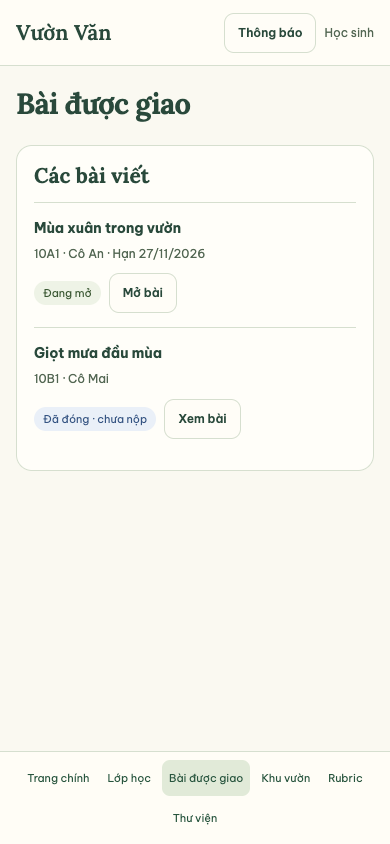 Vườn Văn
Thông báo
Học sinh
Bài được giao
Các bài viết
Mùa xuân trong vườn
10A1 · Cô An · Hạn 27/11/2026
Đang mở
Mở bài
Giọt mưa đầu mùa
10B1 · Cô Mai
Đã đóng · chưa nộp
Xem bài
Trang chính
Lớp học
Bài được giao
Khu vườn
Rubric
Thư viện